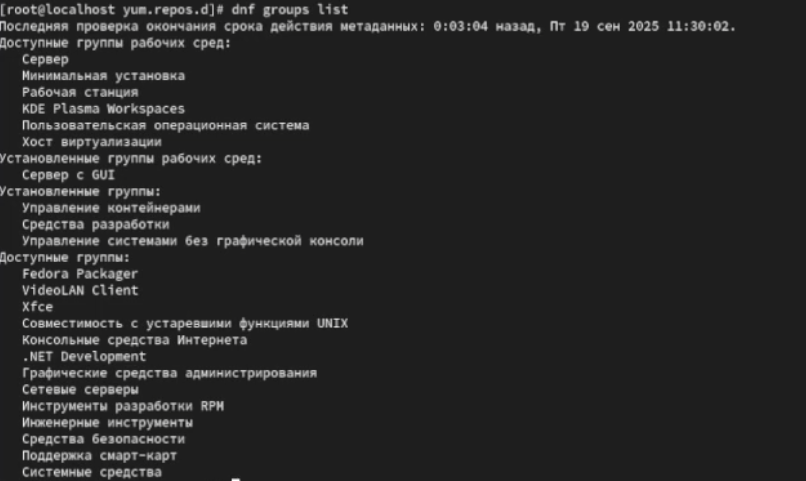 [root@localhost yum.repos.d]# dnf groups list
Последняя проверка окончания срока действия метаданных: 0:03:04 назад, Пт 19 сен 2025 11:30:02.
Доступные группы рабочих сред:
Сервер
Минимальная установка
Рабочая станция
KDE Plasma Workspaces
Пользовательская операционная система
Хост виртуализации
Установленные группы рабочих сред:
Сервер с GUI
Установленные группы:
Управление контейнерами
Средства разработки
Управление системами без графической консоли
Доступные группы:
Fedora Packager
VideoLAN Client
Xfce
Совместимость с устаревшими функциями UNIX
Консольные средства Интернета
.NET Development
Графические средства администрирования
Сетевые серверы
Инструменты разработки RPM
Инженерные инструменты
Средства безопасности
Поддержка смарт-карт
Системные средства